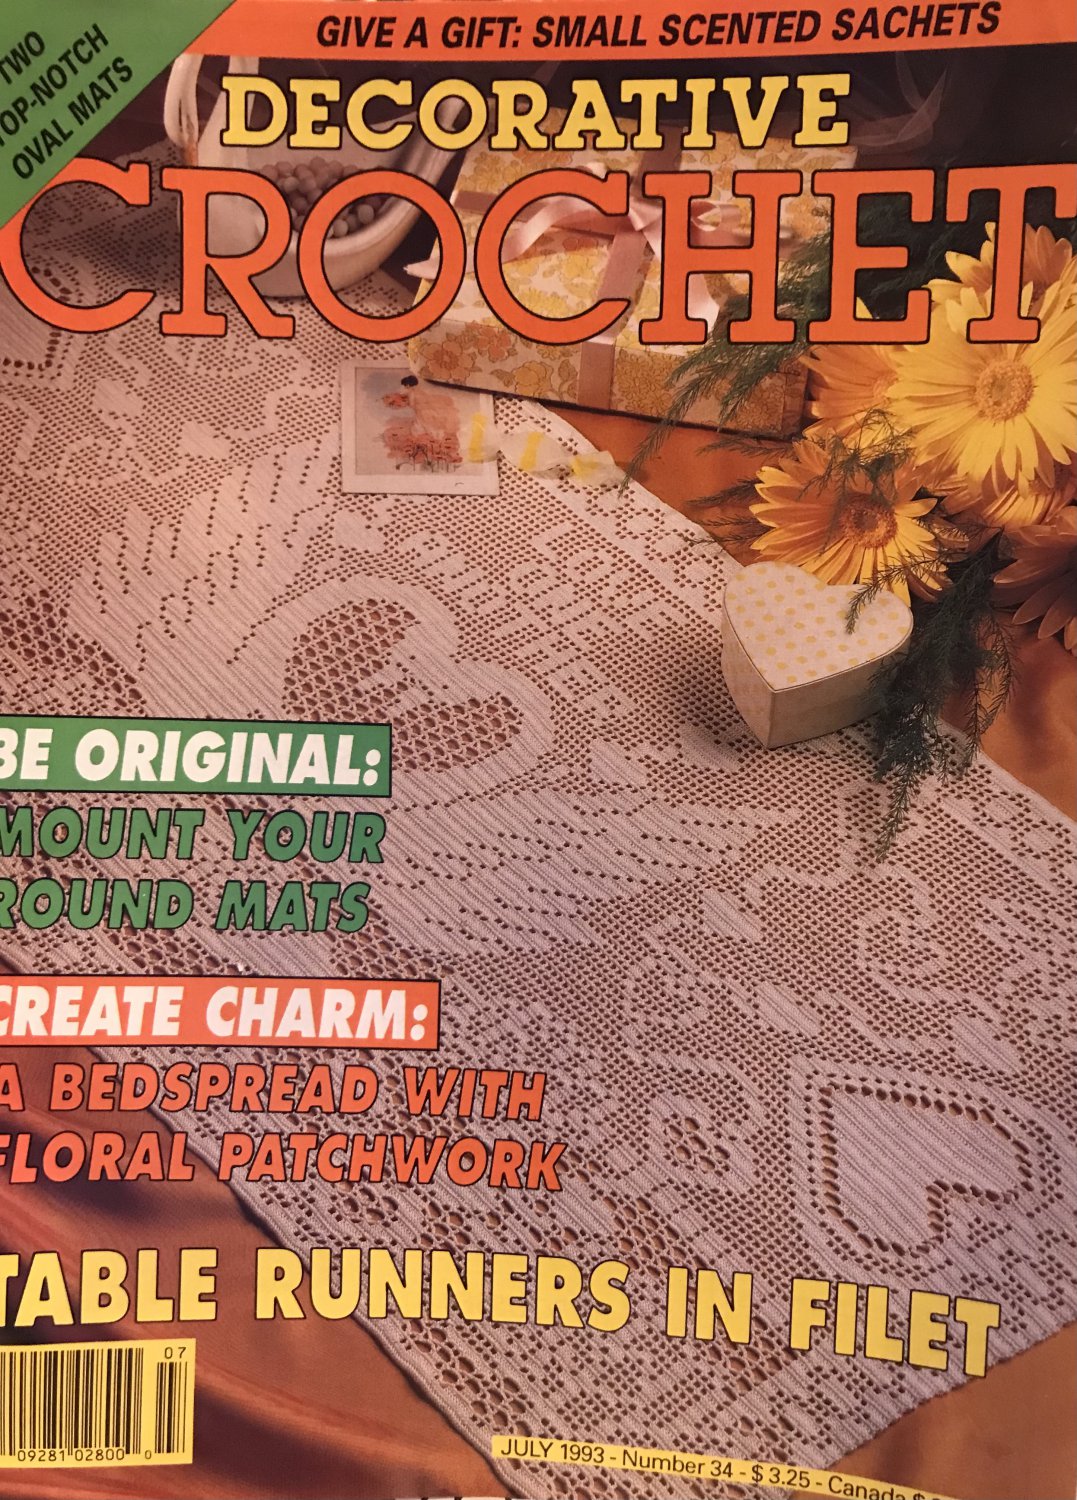 GIVE A GIFT: SMALL SCENTED SACHETS
TWO
TOP-NOTCH
OVAL MATS
DECORATIVE
CROCHET
BE ORIGINAL:
MOUNT YOUR
ROUND MATS
CREATE CHARM:
A BEDSPREAD WITH
FLORAL PATCHWORK
TABLE RUNNERS IN FILET
07
09281 02800 0
JULY 1993 - Number 34 - $ 3.25 - Canada $